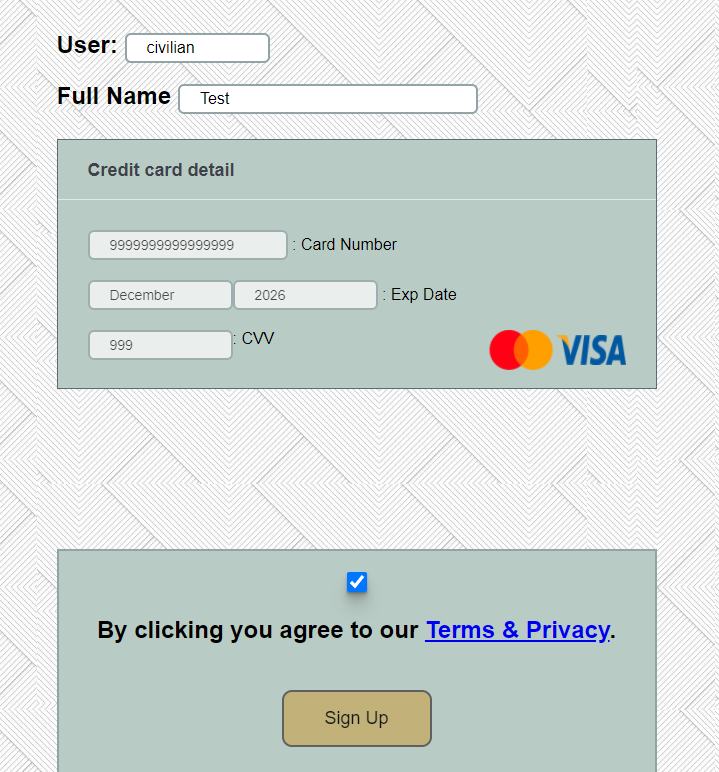 User: civilian
Full Name Test
Credit card detail
9999999999999999 : Card Number
December 2026 : Exp Date
999 : CVV
VISA
By clicking you agree to our Terms & Privacy.
Sign Up